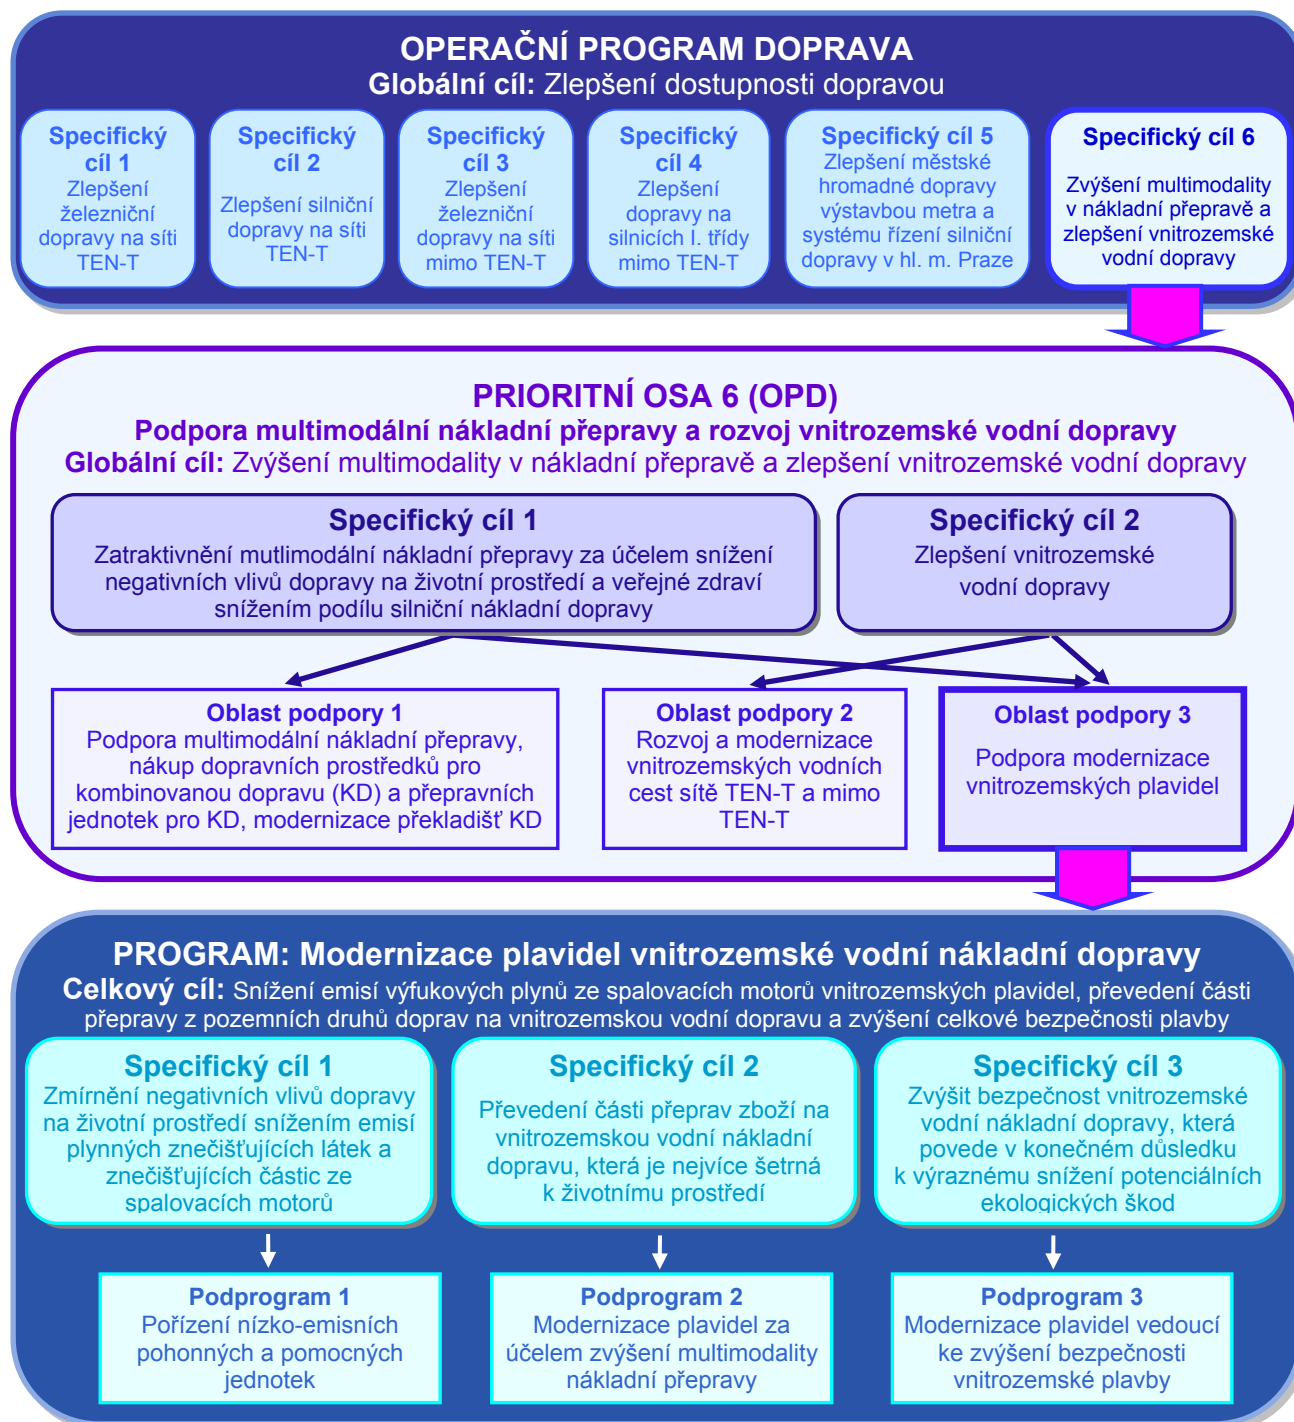 OPERAČNÍ PROGRAM DOPRAVA
Globální cíl: Zlepšení dostupnosti dopravou
Specifický
cíl 1
Zlepšení
železniční
dopravy na síti
TEN-T
Specifický
cíl 2
Zlepšení silniční
dopravy na síti
TEN-T
Specifický
cíl 3
Zlepšení
železniční
dopravy na síti
mimo TEN-T
Specifický
cíl 4
Zlepšení
dopravy na
silnicích I. třídy
mimo TEN-T
Specifický cíl 5
Zlepšení městské
hromadné dopravy
výstavbou metra a
systému řízení silniční
dopravy v hl. m. Praze
Specifický cíl 6
Zvýšení multimodality
v nákladní přepravě a
zlepšení vnitrozemské
vodní dopravy
PRIORITNÍ OSA 6 (OPD)
Podpora multimodální nákladní přepravy a rozvoj vnitrozemské vodní dopravy
Globální cíl: Zvýšení multimodality v nákladní přepravě a zlepšení vnitrozemské vodní dopravy
Specifický cíl 1
Zatraktivnění mutlimodální nákladní přepravy za účelem snížení
negativních vlivů dopravy na životní prostředí a veřejné zdraví
snížením podílu silniční nákladní dopravy
Specifický cíl 2
Zlepšení vnitrozemské
vodní dopravy
Oblast podpory 1
Podpora multimodální nákladní přepravy,
nákup dopravních prostředků pro
kombinovanou dopravu (KD) a přepravních
jednotek pro KD, modernizace překladišť KD
Oblast podpory 2
Rozvoj a modernizace
vnitrozemských vodních
cest sítě TEN-T a mimo
TEN-T
Oblast podpory 3
Podpora modernizace
vnitrozemských plavidel
PROGRAM: Modernizace plavidel vnitrozemské vodní nákladní dopravy
Celkový cíl: Snížení emisí výfukových plynů ze spalovacích motorů vnitrozemských plavidel, převedení části
přepravy z pozemních druhů doprav na vnitrozemskou vodní dopravu a zvýšení celkové bezpečnosti plavby
Specifický cíl 1
Zmírnění negativních vlivů dopravy
na životní prostředí snížením emisí
plynných znečišťujících látek a
znečišťujících částic ze
spalovacích motorů
Specifický cíl 2
Převedení části přeprav zboží na
vnitrozemskou vodní nákladní
dopravu, která je nejvíce šetrná
k životnímu prostředí
Specifický cíl 3
Zvýšit bezpečnost vnitrozemské
vodní nákladní dopravy, která
povede v konečném důsledku
k výraznému snížení potenciálních
ekologických škod
Podprogram 1
Pořízení nízko-emisních
pohonných a pomocných
jednotek
Podprogram 2
Modernizace plavidel za
účelem zvýšení multimodality
nákladní přepravy
Podprogram 3
Modernizace plavidel vedoucí
ke zvýšení bezpečnosti
vnitrozemské plavby